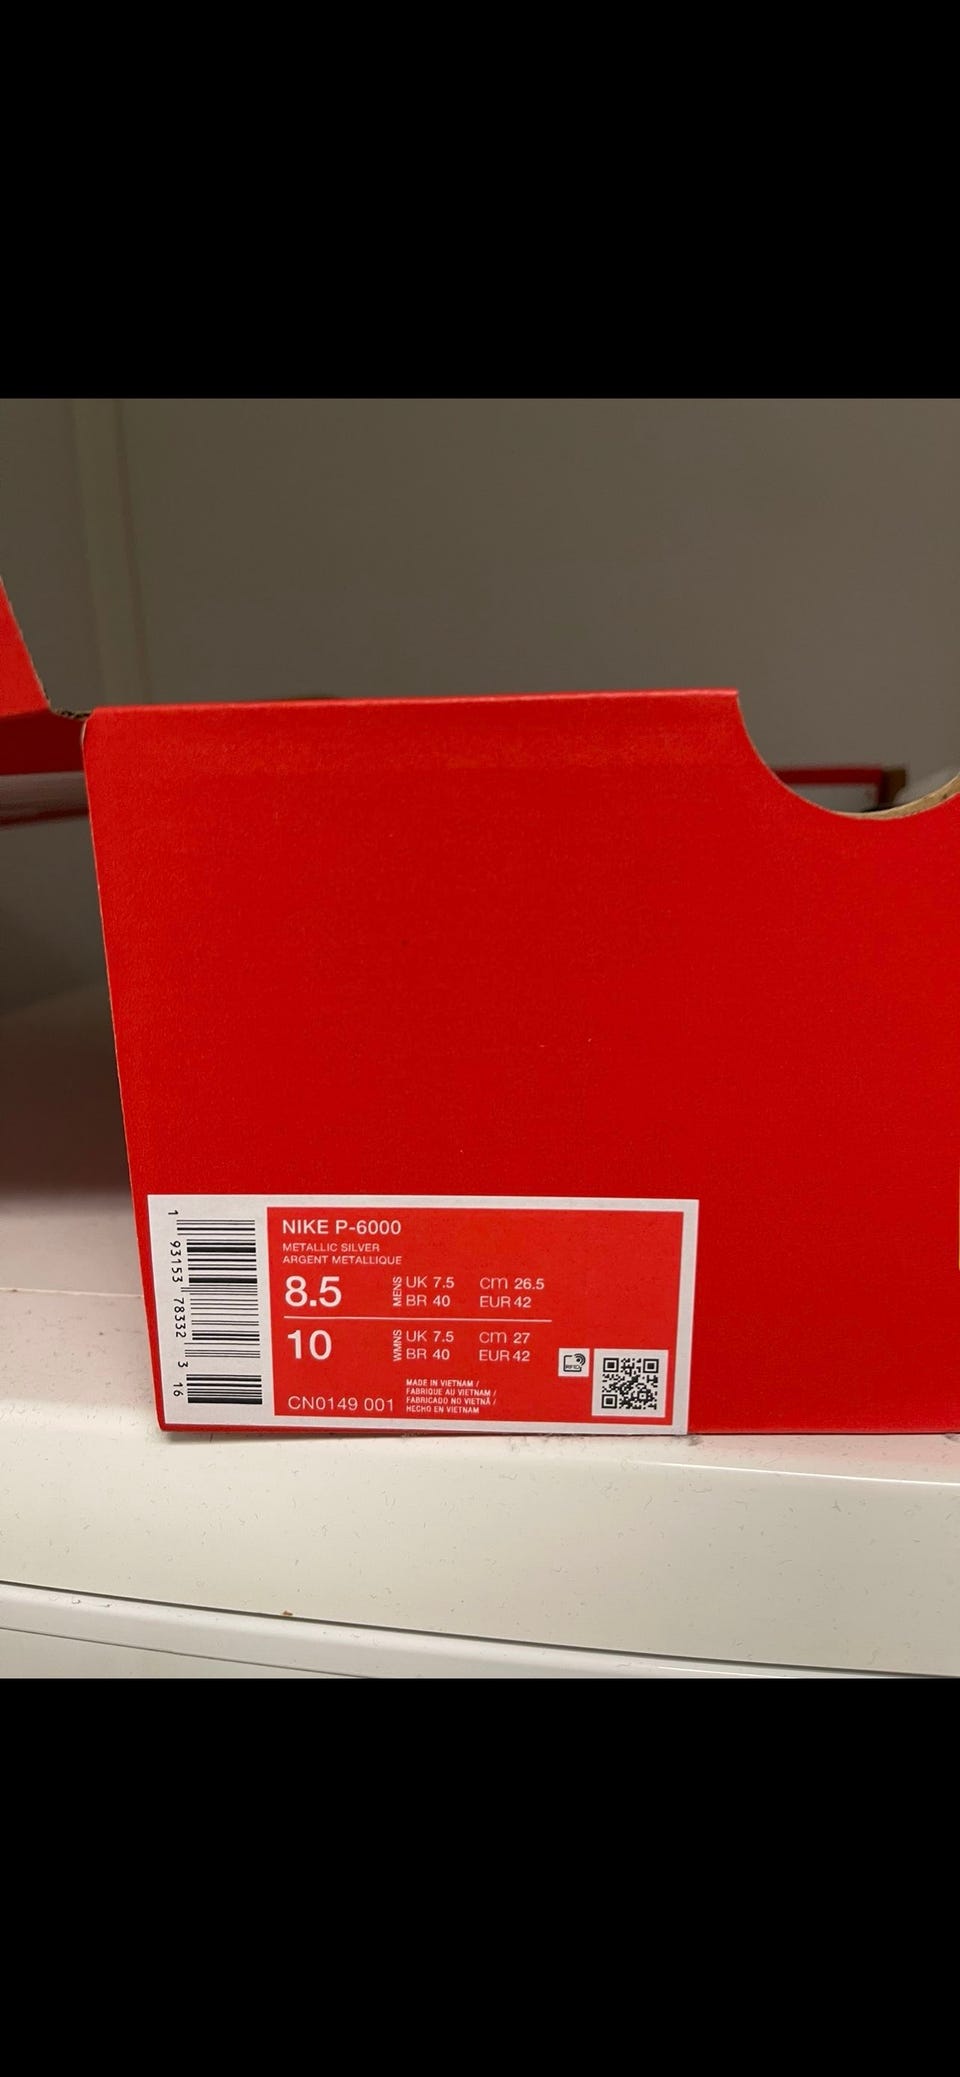 NIKE P-6000
METALLIC SILVER
ARGENT METALLIQUE
8.5 MENS UK 7.5 cm 26.5
BR 40 EUR 42
10 WMNS UK 7.5 cm 27
BR 40 EUR 42
MADE IN VIETNAM /
FABRIQUE AU VIETNAM /
FABRICADO NO VIETNÃ /
HECHO EN VIETNAM
CN0149 001
RFID
1 93153 78332 3 16